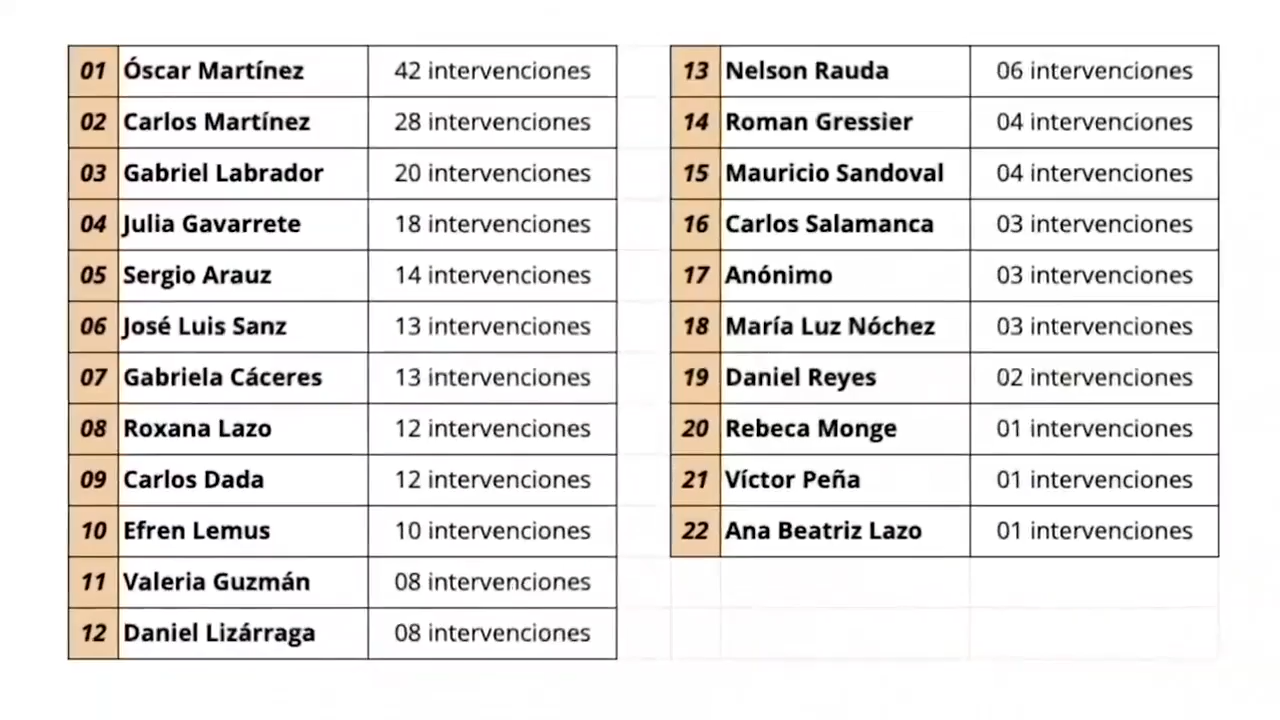 01 Óscar Martínez 42 intervenciones
02 Carlos Martínez 28 intervenciones
03 Gabriel Labrador 20 intervenciones
04 Julia Gavarrete 18 intervenciones
05 Sergio Arauz 14 intervenciones
06 José Luis Sanz 13 intervenciones
07 Gabriela Cáceres 13 intervenciones
08 Roxana Lazo 12 intervenciones
09 Carlos Dada 12 intervenciones
10 Efren Lemus 10 intervenciones
11 Valeria Guzmán 08 intervenciones
12 Daniel Lizárraga 08 intervenciones
13 Nelson Rauda 06 intervenciones
14 Roman Gressier 04 intervenciones
15 Mauricio Sandoval 04 intervenciones
16 Carlos Salamanca 03 intervenciones
17 Anónimo 03 intervenciones
18 María Luz Nóchez 03 intervenciones
19 Daniel Reyes 02 intervenciones
20 Rebeca Monge 01 intervenciones
21 Víctor Peña 01 intervenciones
22 Ana Beatriz Lazo 01 intervenciones